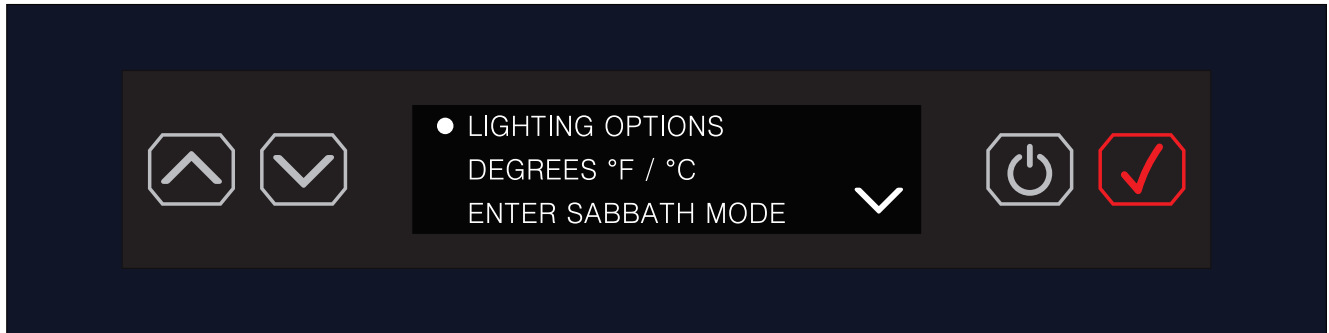 LIGHTING OPTIONS
DEGREES °F / °C
ENTER SABBATH MODE